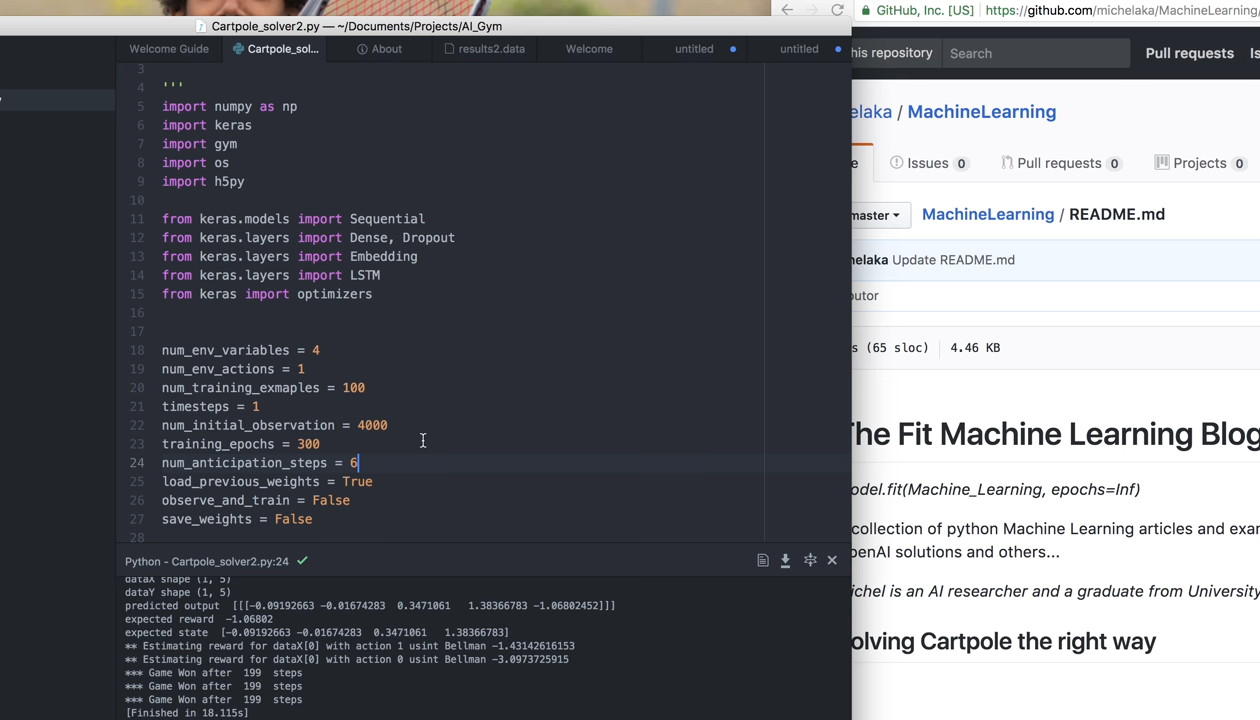 Cartpole_solver2.py — ~/Documents/Projects/AI_Gym
Welcome Guide
Cartpole_sol...
About
results2.data
Welcome
untitled
untitled
3
4 '''
5 import numpy as np
6 import keras
7 import gym
8 import os
9 import h5py
10
11 from keras.models import Sequential
12 from keras.layers import Dense, Dropout
13 from keras.layers import Embedding
14 from keras.layers import LSTM
15 from keras import optimizers
16
17
18 num_env_variables = 4
19 num_env_actions = 1
20 num_training_exmaples = 100
21 timesteps = 1
22 num_initial_observation = 4000
23 training_epochs = 300
24 num_anticipation_steps = 6
25 load_previous_weights = True
26 observe_and_train = False
27 save_weights = False
28
Python - Cartpole_solver2.py:24
dataX shape (1, 5)
dataY shape (1, 5)
predicted output [[[-0.09192663 -0.01674283 0.3471061 1.38366783 -1.06802452]]]
expected reward -1.06802
expected state [-0.09192663 -0.01674283 0.3471061 1.38366783]
** Estimating reward for dataX[0] with action 1 usint Bellman -1.43142616153
** Estimating reward for dataX[0] with action 0 usint Bellman -3.0973725915
*** Game Won after 199 steps
*** Game Won after 199 steps
*** Game Won after 199 steps
[Finished in 18.115s]
GitHub, Inc. [US] https://github.com/michelaka/MachineLearning/
his repository Search Pull requests Is
elaka / MachineLearning
e Issues 0 Pull requests 0 Projects 0
master MachineLearning / README.md
helaka Update README.md
butor
s (65 sloc) 4.46 KB
The Fit Machine Learning Blog
odel.fit(Machine_Learning, epochs=Inf)
collection of python Machine Learning articles and exa
penAI solutions and others...
ichel is an AI researcher and a graduate from University
olving Cartpole the right way